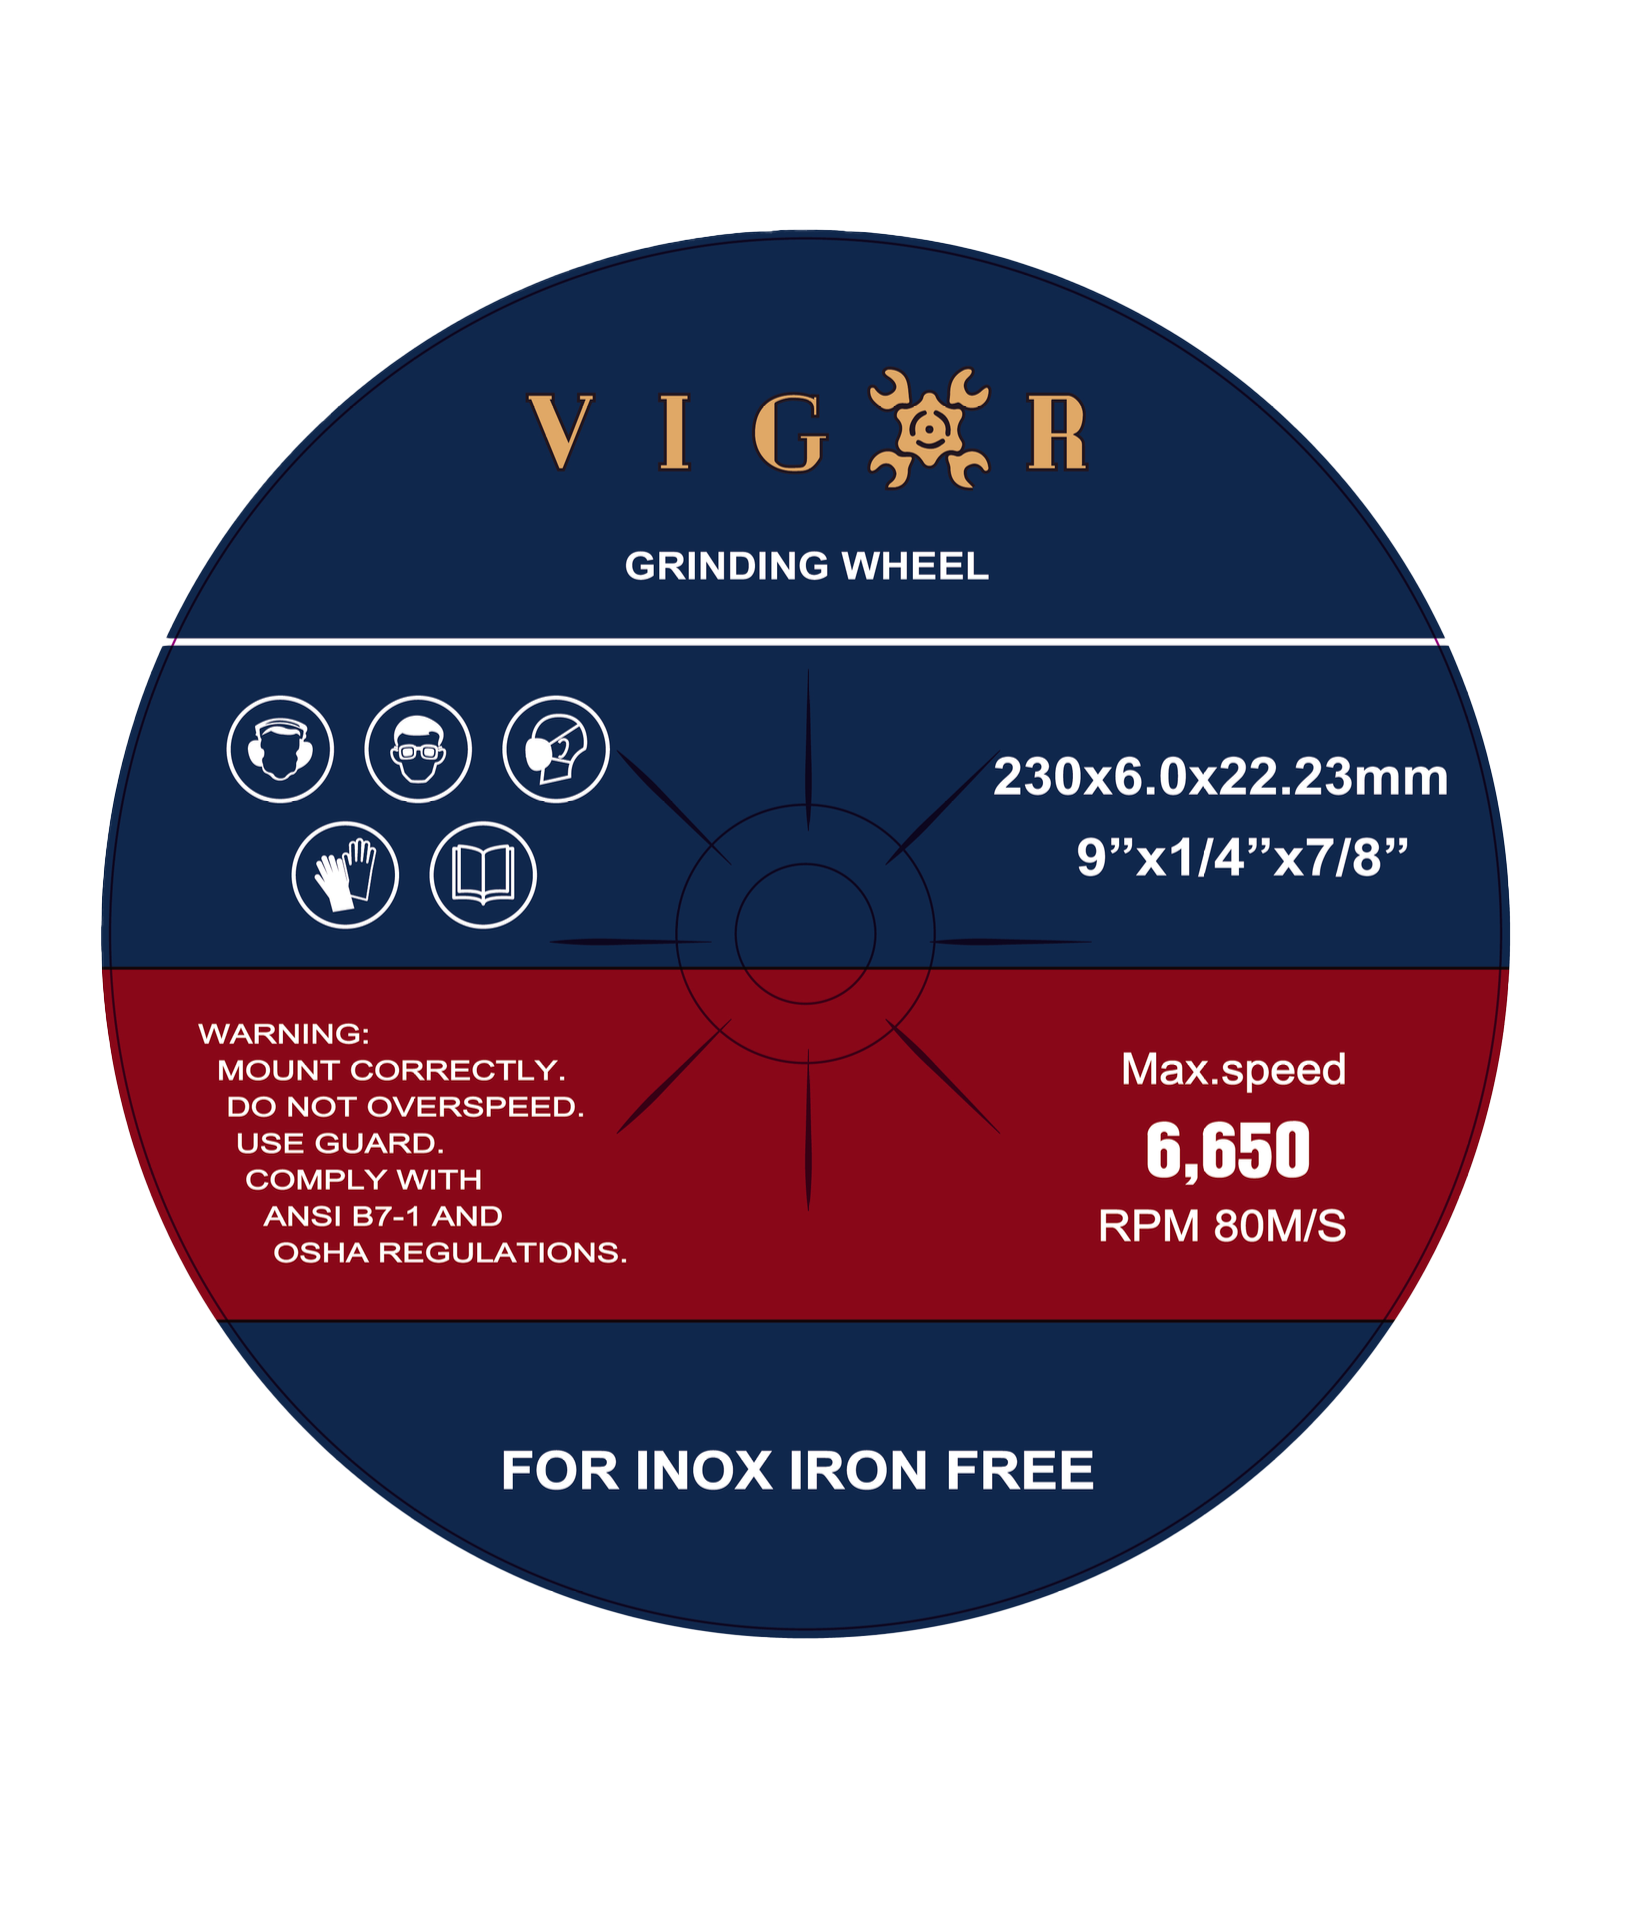 VIGOR
GRINDING WHEEL
230x6.0x22.23mm
9”x1/4”x7/8”
WARNING:
MOUNT CORRECTLY.
DO NOT OVERSPEED.
USE GUARD.
COMPLY WITH
ANSI B7-1 AND
OSHA REGULATIONS.
Max.speed
6,650
RPM 80M/S
FOR INOX IRON FREE